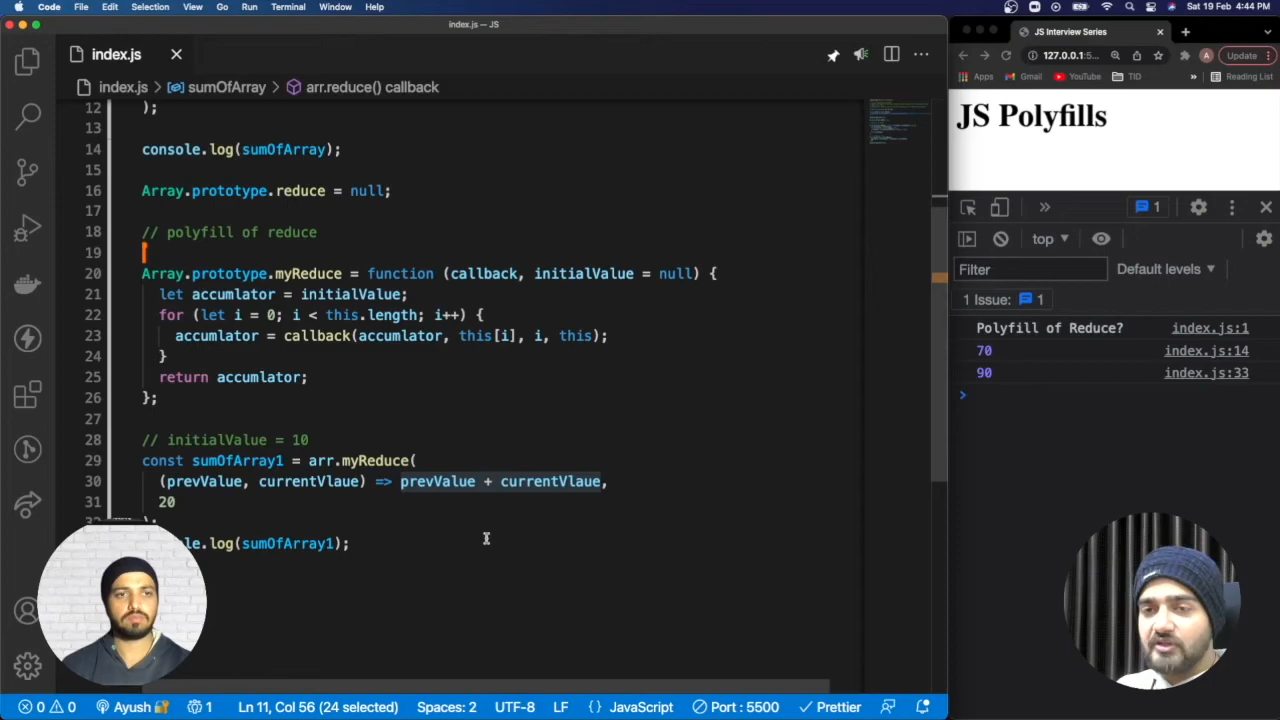 Code File Edit Selection View Go Run Terminal Window Help
Sat 19 Feb 4:44 PM
index.js — JS
index.js
index.js > sumOfArray > arr.reduce() callback
12 );
13
14 console.log(sumOfArray);
15
16 Array.prototype.reduce = null;
17
18 // polyfill of reduce
19
20 Array.prototype.myReduce = function (callback, initialValue = null) {
21 let accumlator = initialValue;
22 for (let i = 0; i < this.length; i++) {
23 accumlator = callback(accumlator, this[i], i, this);
24 }
25 return accumlator;
26 };
27
28 // initialValue = 10
29 const sumOfArray1 = arr.myReduce(
30 (prevValue, currentVlaue) => prevValue + currentVlaue,
31 20
);
.log(sumOfArray1);
Ayush 1 Ln 11, Col 56 (24 selected) Spaces: 2 UTF-8 LF {} JavaScript Port : 5500 Prettier
0 0
JS Interview Series
127.0.0.1:5... A Update
Apps Gmail YouTube TID » Reading List
JS Polyfills
» 1
top
Filter Default levels
1 Issue: 1
Polyfill of Reduce? index.js:1
70 index.js:14
90 index.js:33
>